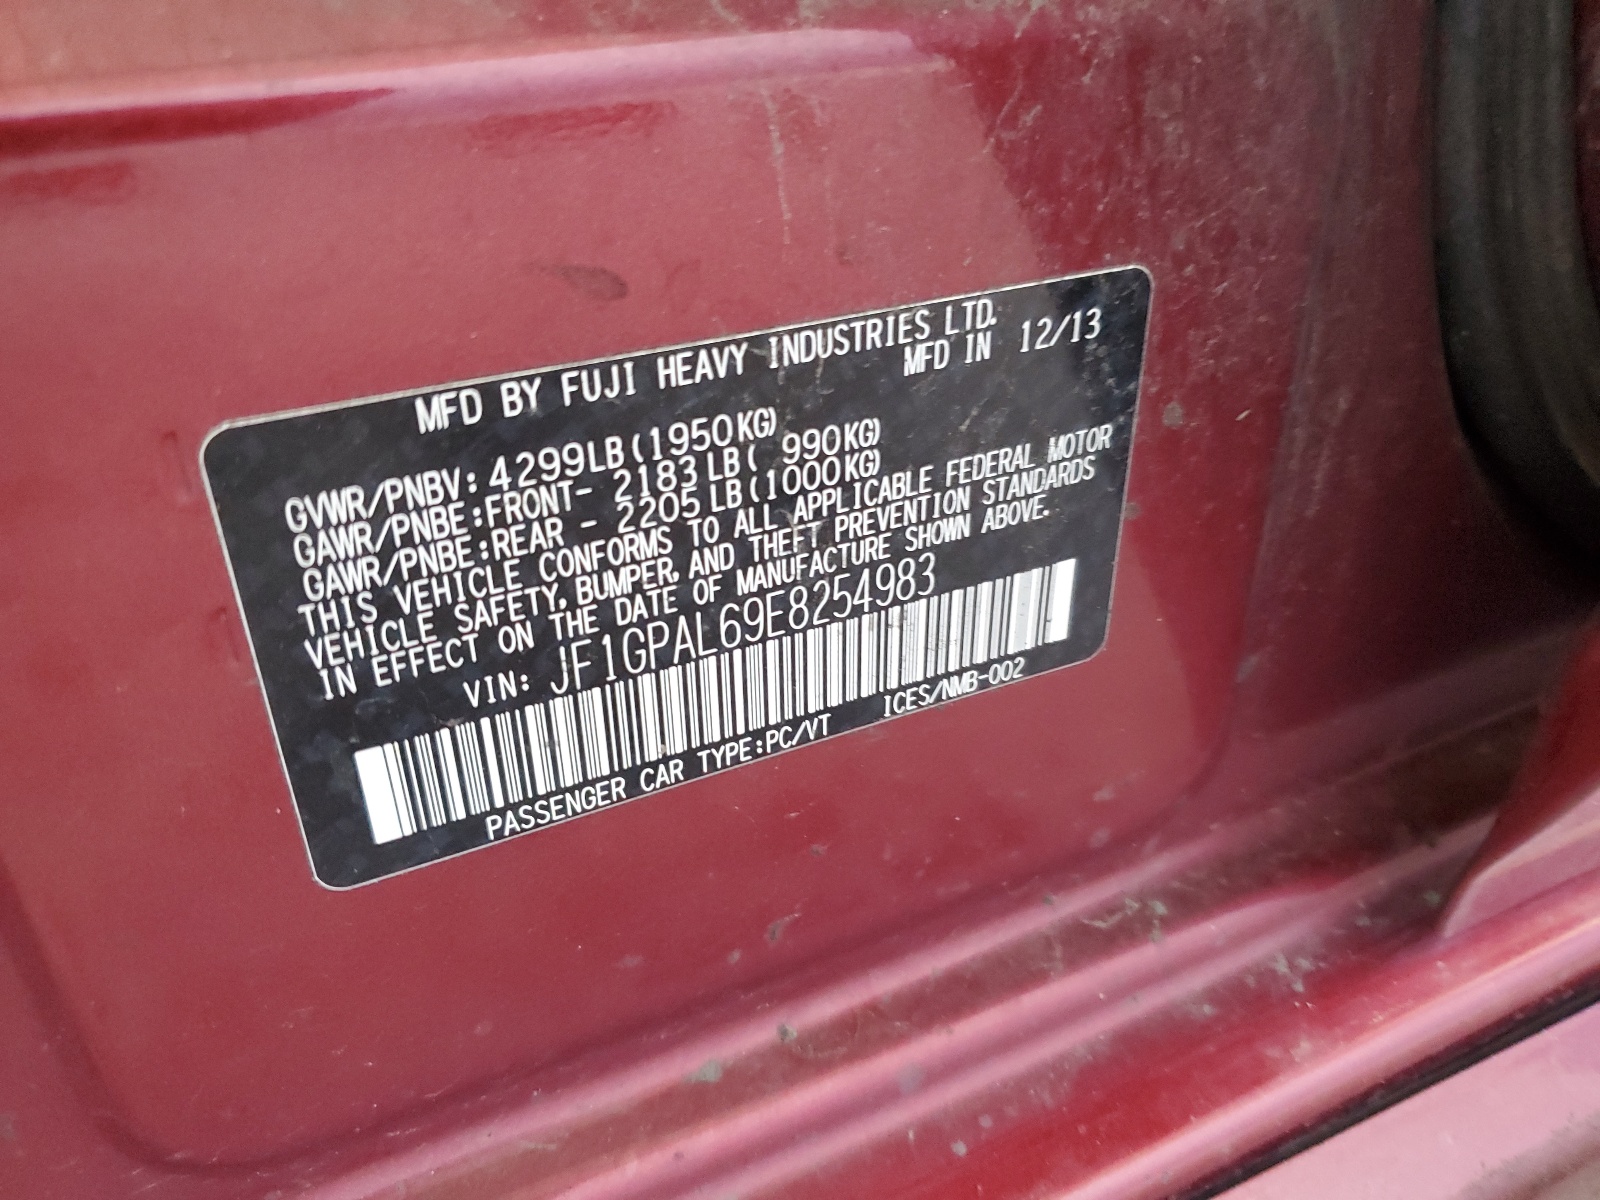 MFD BY FUJI HEAVY INDUSTRIES LTD.
MFD IN 12/13
GVWR/PNBV: 4299LB(1950KG)
GAWR/PNBE:FRONT- 2183LB( 990KG)
GAWR/PNBE:REAR - 2205LB(1000KG)
THIS VEHICLE CONFORMS TO ALL APPLICABLE FEDERAL MOTOR
VEHICLE SAFETY, BUMPER, AND THEFT PREVENTION STANDARDS
IN EFFECT ON THE DATE OF MANUFACTURE SHOWN ABOVE.
VIN: JF1GPAL69E8254983
PASSENGER CAR TYPE:PC/VT ICES/NMB-002